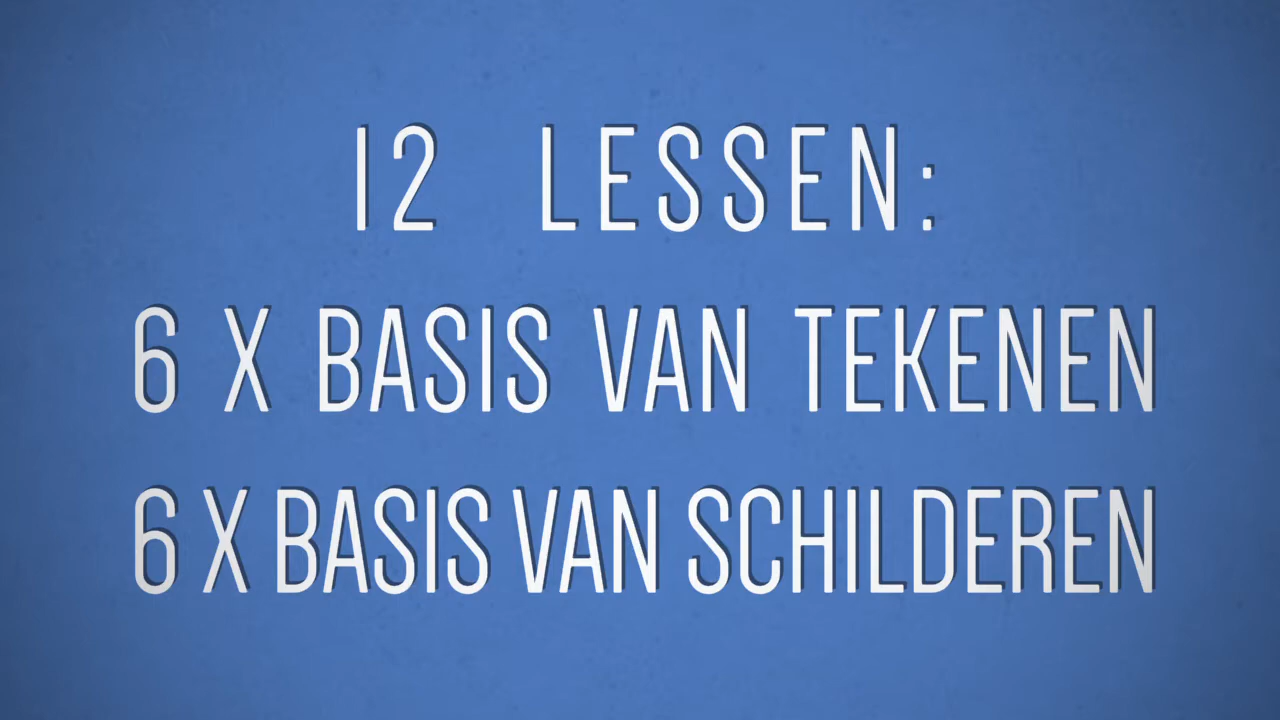 12 LESSEN:
6 X BASIS VAN TEKENEN
6 X BASIS VAN SCHILDEREN